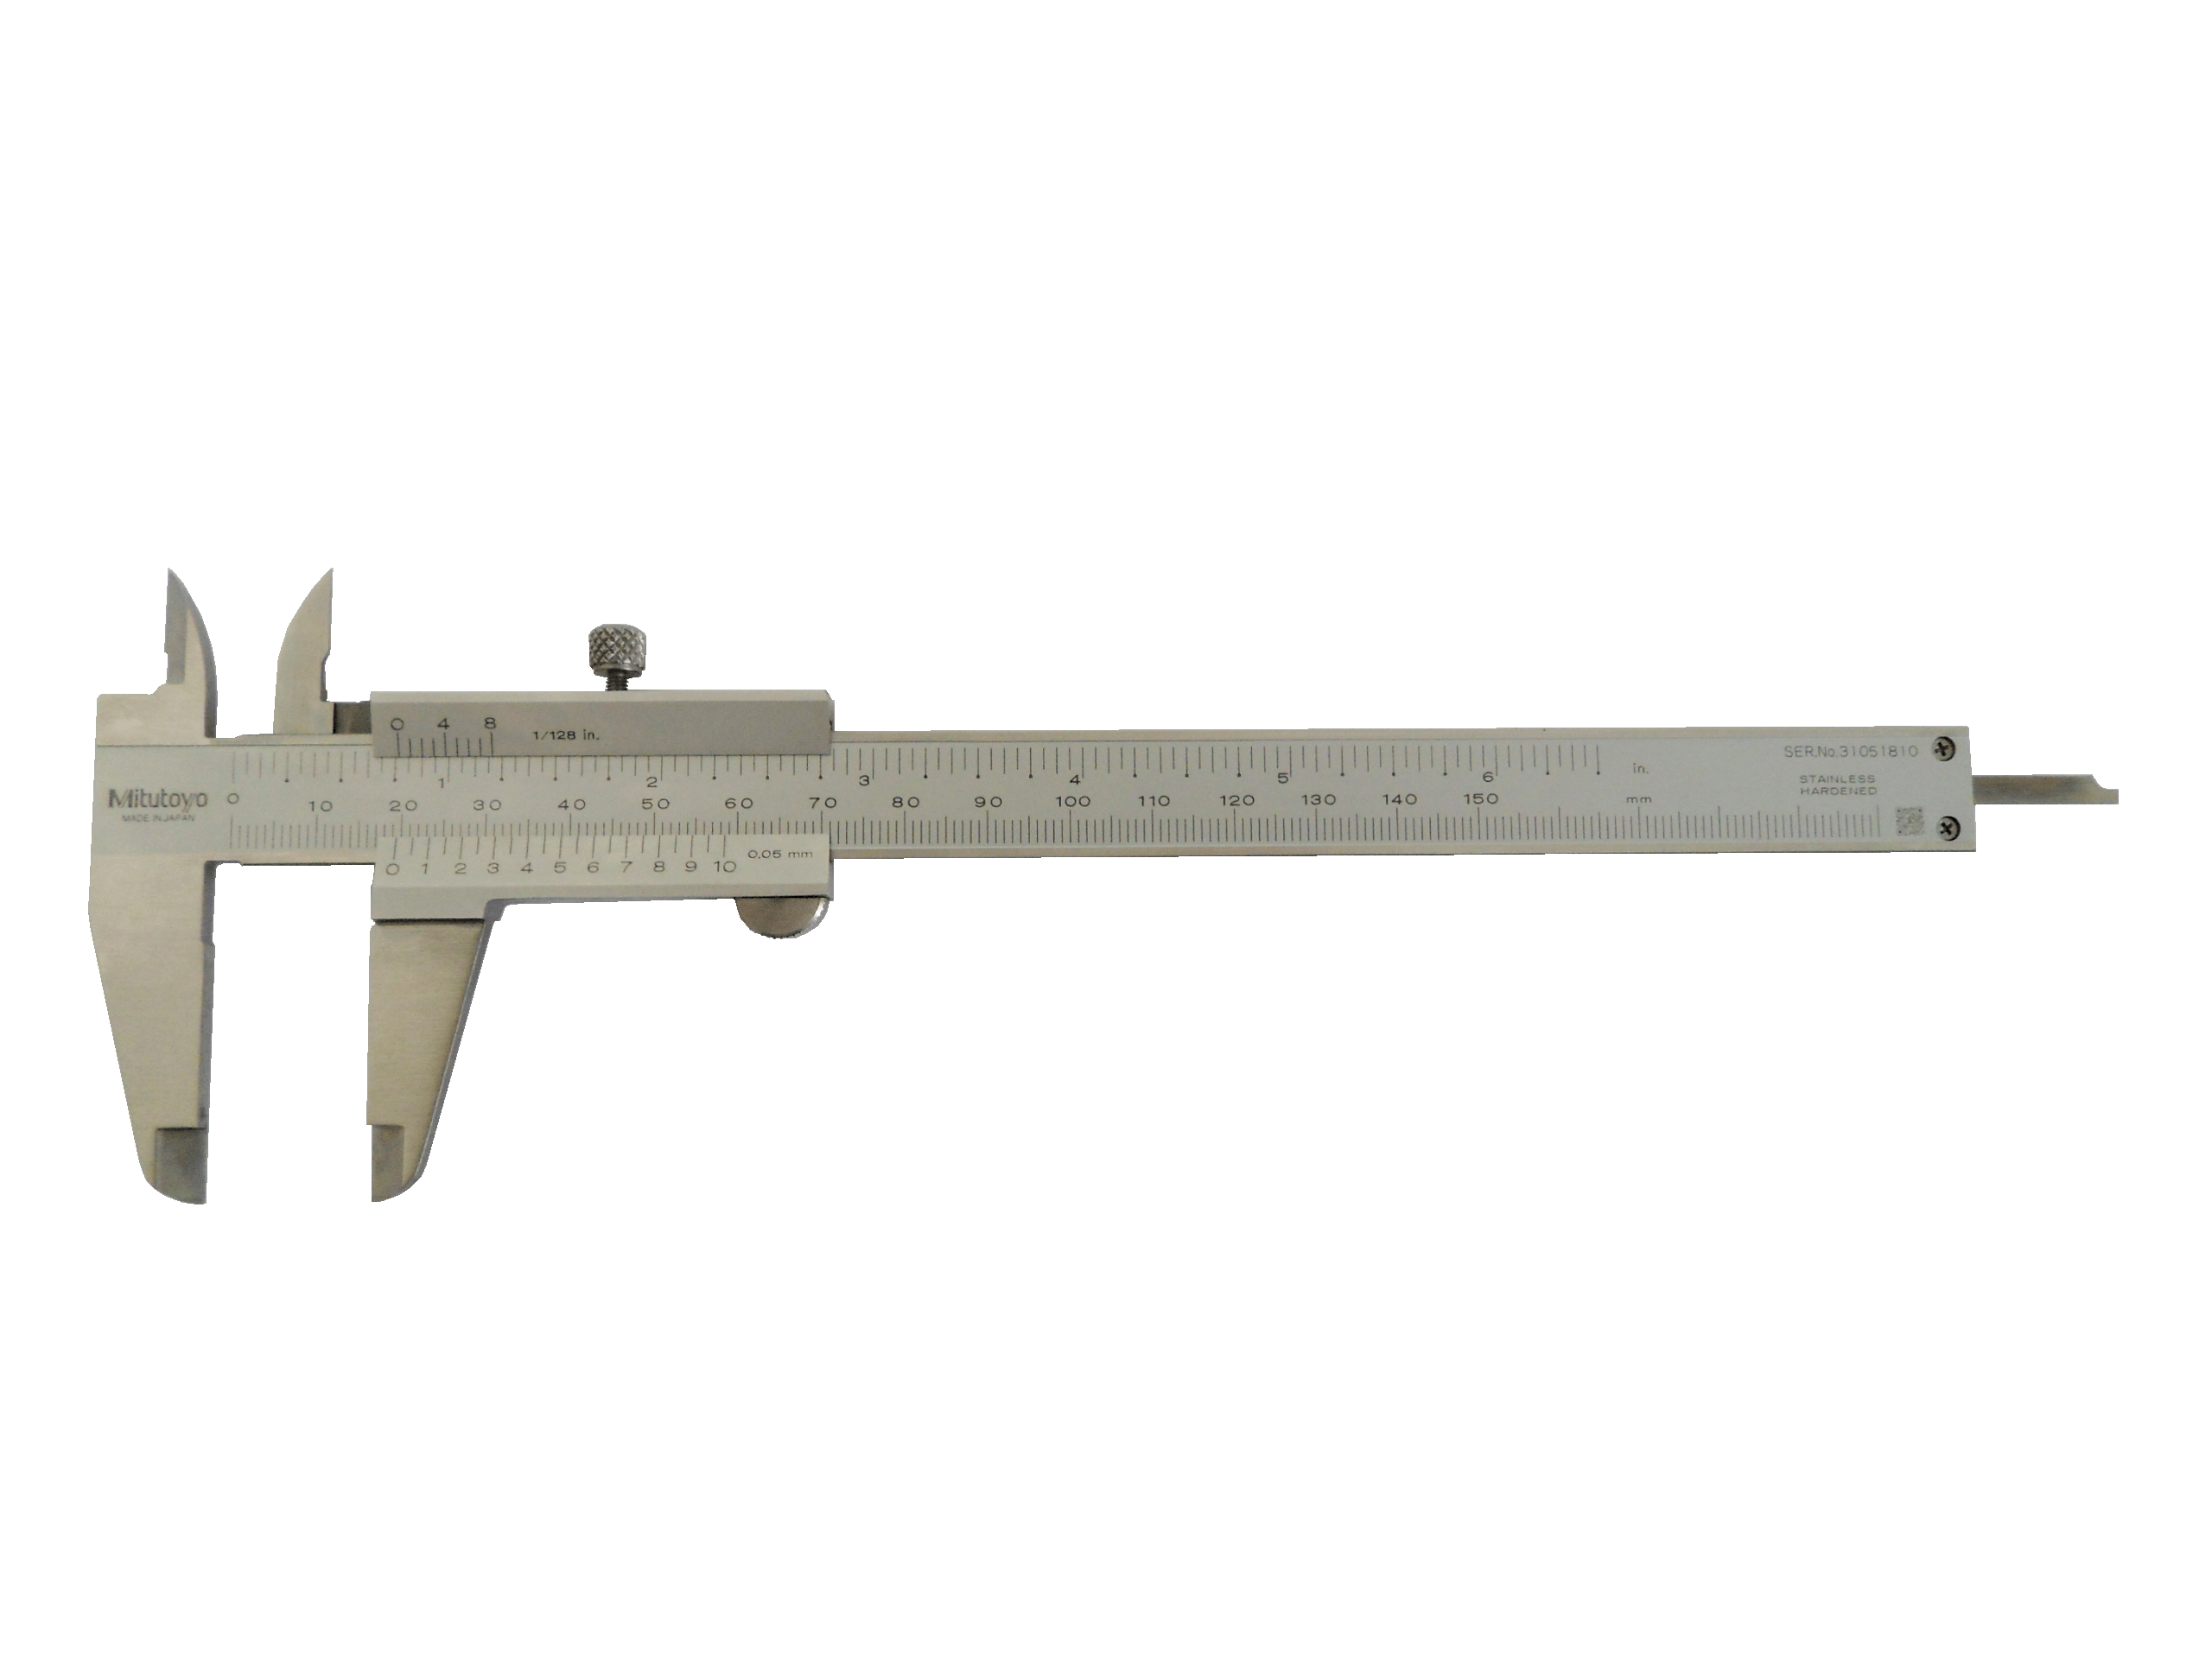 0 4 8
1/128 in.
1 2 3 4 5 6 in.
SER.No.31051810
STAINLESS
HARDENED
Mitutoyo
MADE IN JAPAN
0 10 20 30 40 50 60 70 80 90 100 110 120 130 140 150 mm
0 1 2 3 4 5 6 7 8 9 10
0,05 mm